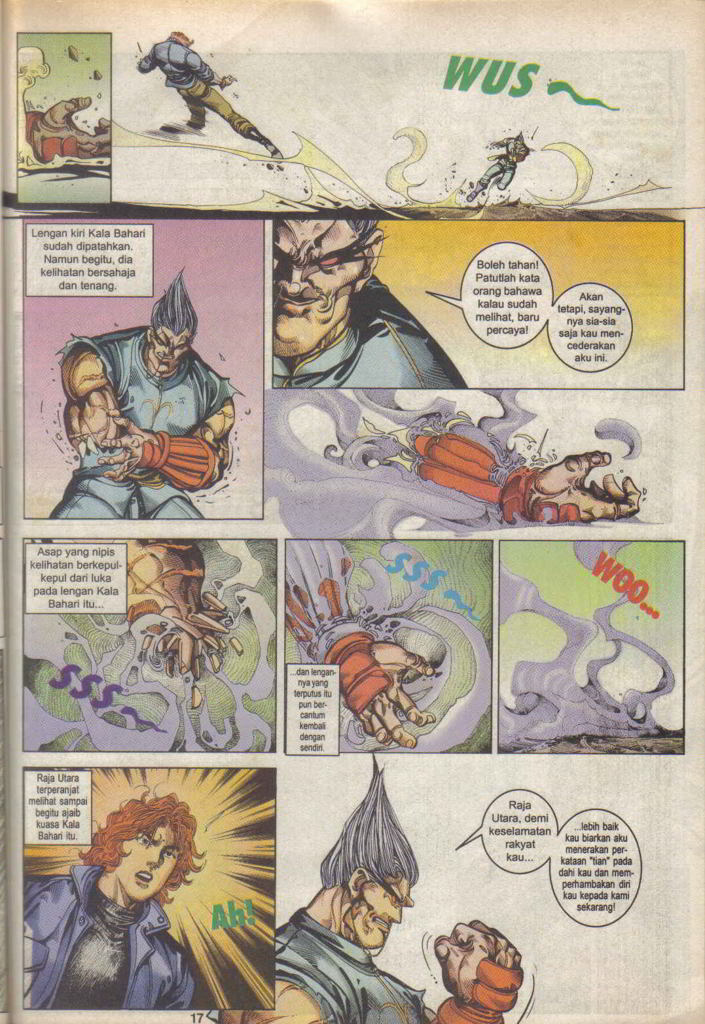 WUS
Lengan kiri Kala Bahari
sudah dipatahkan.
Namun begitu, dia
kelihatan bersahaja
dan tenang.
Boleh tahan!
Patutlah kata
orang bahawa
kalau sudah
melihat, baru
percaya!
Akan
tetapi, sayang-
nya sia-sia
saja kau men-
cederakan
aku ini.
Asap yang nipis
kelihatan berkepul-
kepul dari luka
pada lengan Kala
Bahari itu...
SSS
...dan lengan-
nya yang
terputus itu
pun ber-
cantum
kembali
dengan
sendiri.
SSS
WOO...
Raja Utara
terperanjat
melihat sampai
begitu ajaib
kuasa Kala
Bahari itu.
Ah!
Raja
Utara, demi
keselamatan
rakyat
kau...
...lebih baik
kau biarkan aku
menerakan per-
kataan "tian" pada
dahi kau dan mem-
perhambakan diri
kau kepada kami
sekarang!
17